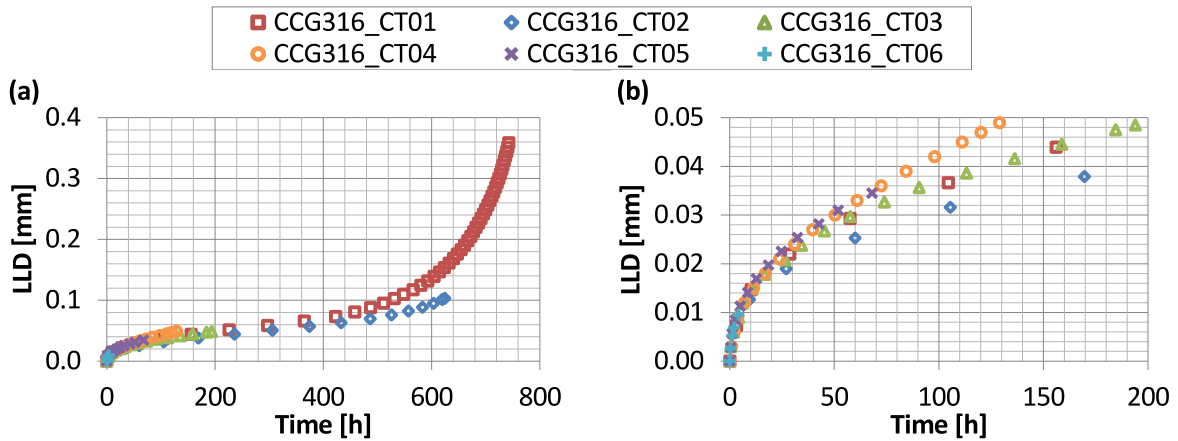 CCG316_CT01 CCG316_CT02 CCG316_CT03
CCG316_CT04 CCG316_CT05 CCG316_CT06
(a)
LLD [mm]
0.4
0.3
0.2
0.1
0.0
0 200 400 600 800
Time [h]
(b)
LLD [mm]
0.05
0.04
0.03
0.02
0.01
0.00
0 50 100 150 200
Time [h]